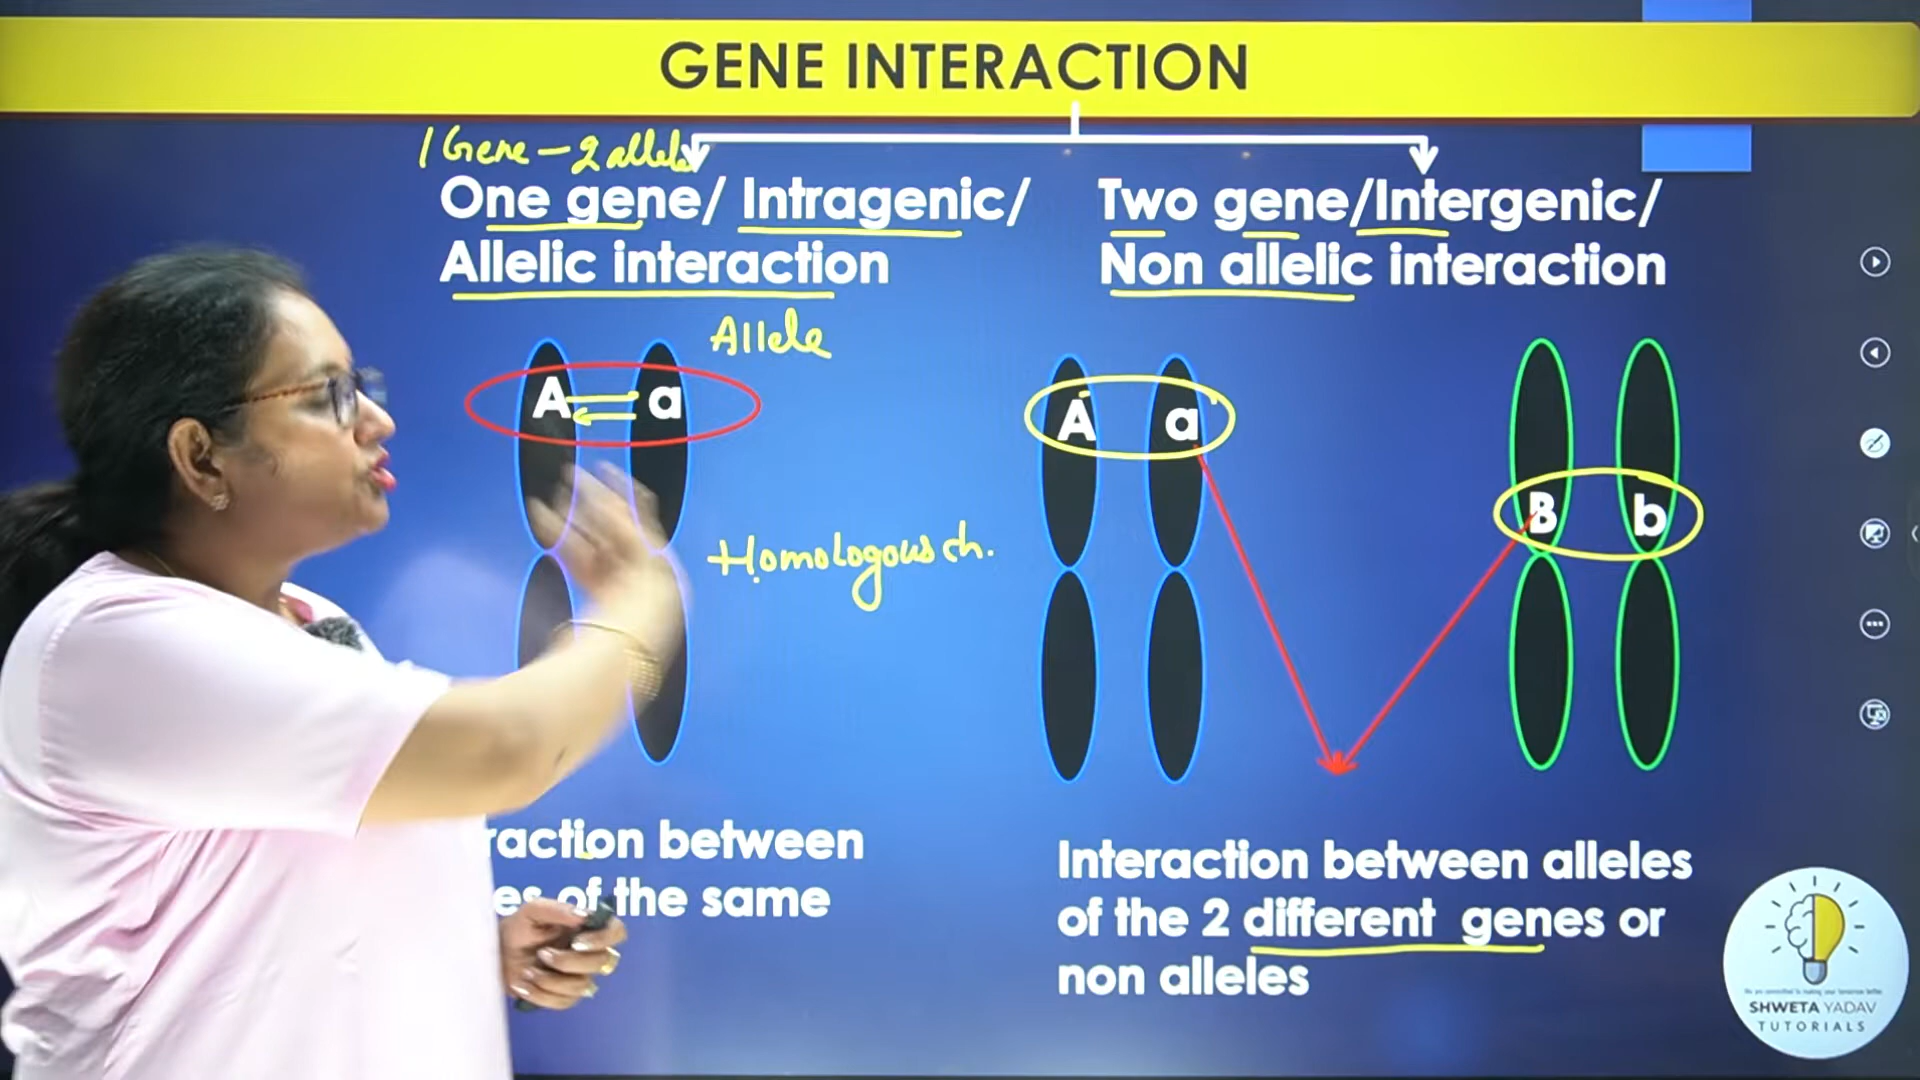 GENE INTERACTION
1 Gene - 2 allele
One gene/ Intragenic/
Allelic interaction
Two gene/Intergenic/
Non allelic interaction
Allele
A a
A a
B b
Homologous ch.
raction between
es of the same
Interaction between alleles
of the 2 different genes or
non alleles
SHWETA YADAV
TUTORIALS